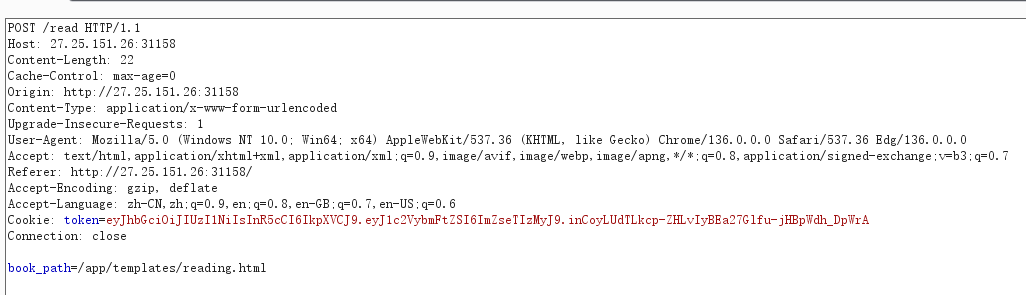 POST /read HTTP/1.1
Host: 27.25.151.26:31158
Content-Length: 22
Cache-Control: max-age=0
Origin: http://27.25.151.26:31158
Content-Type: application/x-www-form-urlencoded
Upgrade-Insecure-Requests: 1
User-Agent: Mozilla/5.0 (Windows NT 10.0; Win64; x64) AppleWebKit/537.36 (KHTML, like Gecko) Chrome/136.0.0.0 Safari/537.36 Edg/136.0.0.0
Accept: text/html,application/xhtml+xml,application/xml;q=0.9,image/avif,image/webp,image/apng,*/*;q=0.8,application/signed-exchange;v=b3;q=0.7
Referer: http://27.25.151.26:31158/
Accept-Encoding: gzip, deflate
Accept-Language: zh-CN,zh;q=0.9,en;q=0.8,en-GB;q=0.7,en-US;q=0.6
Cookie: token=eyJhbGciOiJIUzI1NiIsInR5cCI6IkpXVCJ9.eyJ1c2VybmFtZSI6ImZseTIzMyJ9.inCoyLUdTLkcp-ZHLvIyBEa27Glfu-jHBpWdh_DpWrA
Connection: close
book_path=/app/templates/reading.html